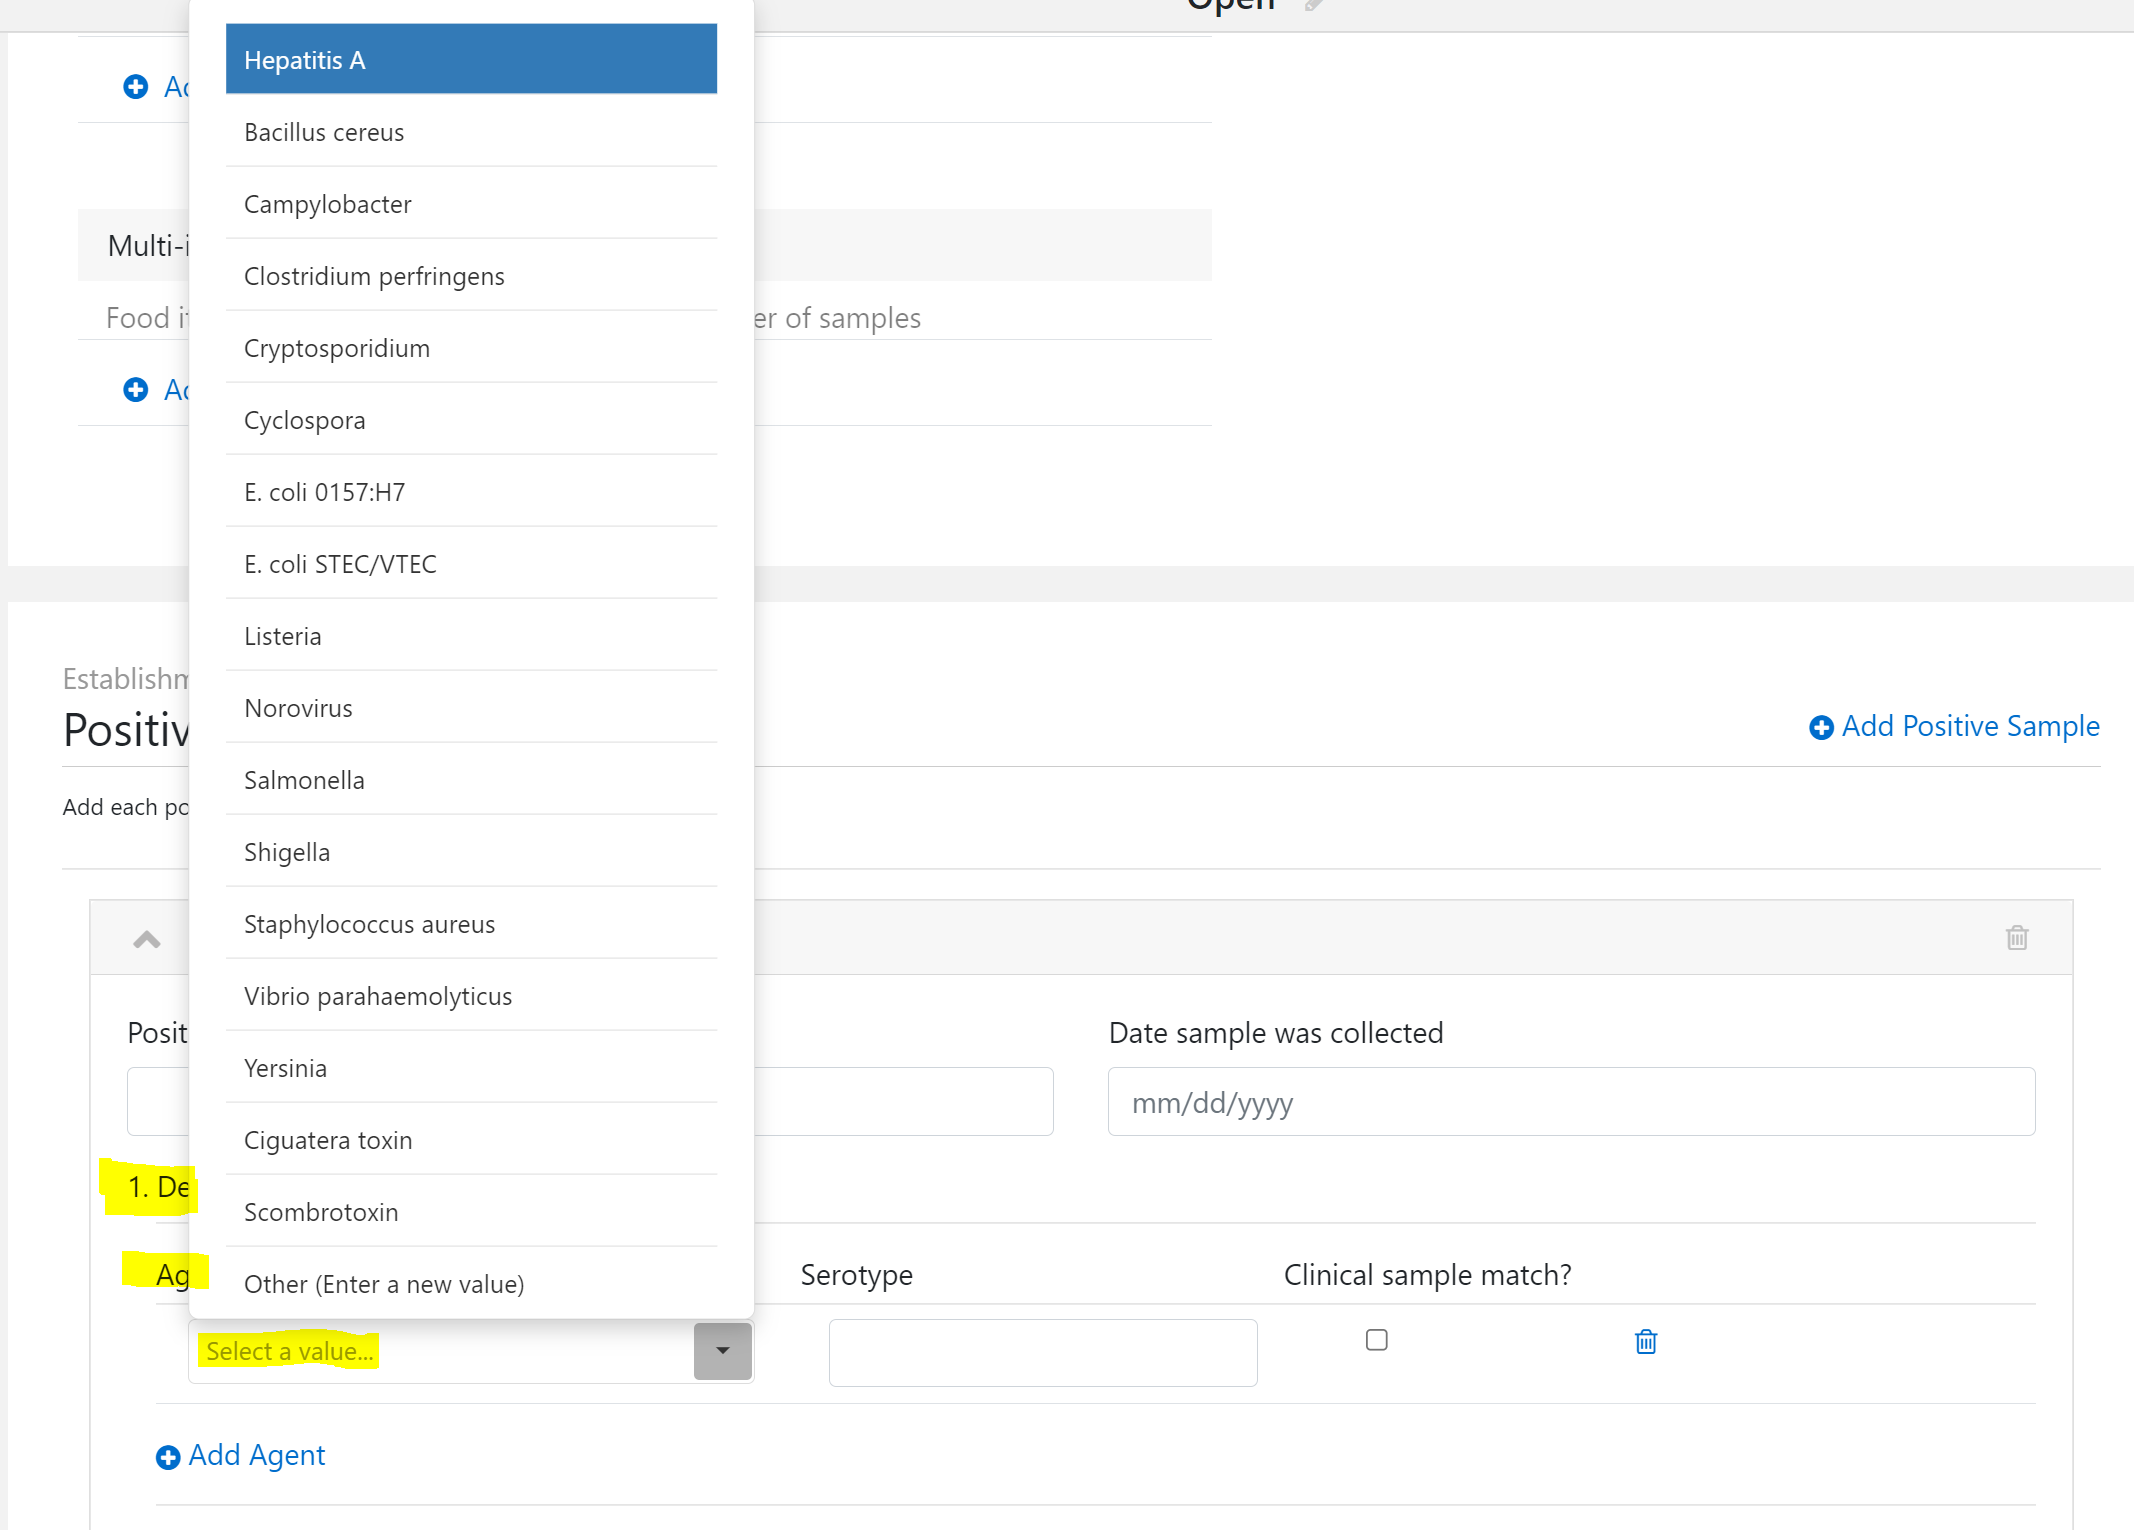 Open
Hepatitis A
Bacillus cereus
Campylobacter
Multi-i
Clostridium perfringens
Food it
er of samples
Cryptosporidium
Cyclospora
E. coli 0157:H7
E. coli STEC/VTEC
Listeria
Establishm
Norovirus
Positiv
Add Positive Sample
Salmonella
Add each po
Shigella
Staphylococcus aureus
Vibrio parahaemolyticus
Posit
Date sample was collected
Yersinia
mm/dd/yyyy
Ciguatera toxin
1. De
Scombrotoxin
Ag
Other (Enter a new value)
Serotype
Clinical sample match?
Select a value...
Add Agent